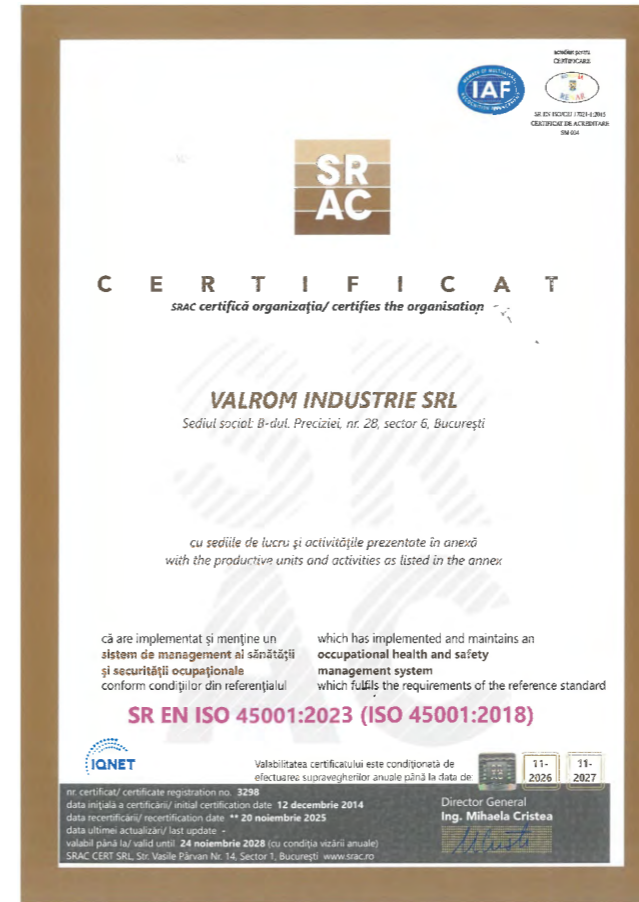 acreditat pentru
CERTIFICARE
IAF
SR EN ISO/CEI 17021-1:2015
CERTIFICAT DE ACREDITARE
SM 004
SR
AC
CERTIFICAT
SRAC certifică organizația/ certifies the organisation
VALROM INDUSTRIE SRL
Sediul social: B-dul. Preciziei, nr. 28, sector 6, București
cu sediile de lucru și activitățile prezentate în anexă
with the productive units and activities as listed in the annex
că are implementat și menține un
sistem de management al sănătății
și securității ocupaționale
conform condițiilor din referențialul
which has implemented and maintains an
occupational health and safety
management system
which fulfils the requirements of the reference standard
SR EN ISO 45001:2023 (ISO 45001:2018)
IQNET
Valabilitatea certificatului este condiționată de
efectuarea supravegherilor anuale până la data de:
11-
2026
11-
2027
nr. certificat/ certificate registration no. 3298
data inițială a certificării/ initial certification date 12 decembrie 2014
data recertificării/ recertification date ** 20 noiembrie 2025
data ultimei actualizări/ last update -
valabil până la/ valid until 24 noiembrie 2028 (cu condiția vizării anuale)
SRAC CERT SRL, Str. Vasile Pârvan Nr. 14, Sector 1, București www.srac.ro
Director General
Ing. Mihaela Cristea